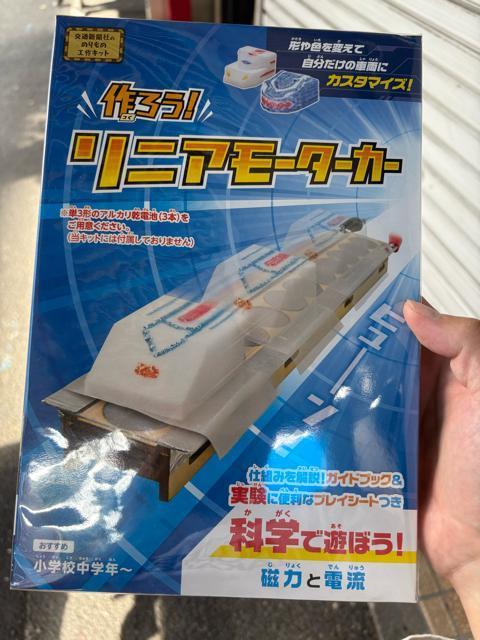 交通新聞社の
のりもの
工作キット
形や色を変えて
自分だけの車両に
カスタマイズ!
作ろう!
リニアモーターカー
※単3形のアルカリ乾電池(3本)を
ご用意ください。
(当キットには付属しておりません)
ビューン
仕組みを解説!ガイドブック&
実験に便利なプレイシートつき
科学で遊ぼう!
磁力と電流
おすすめ
小学校中学年〜